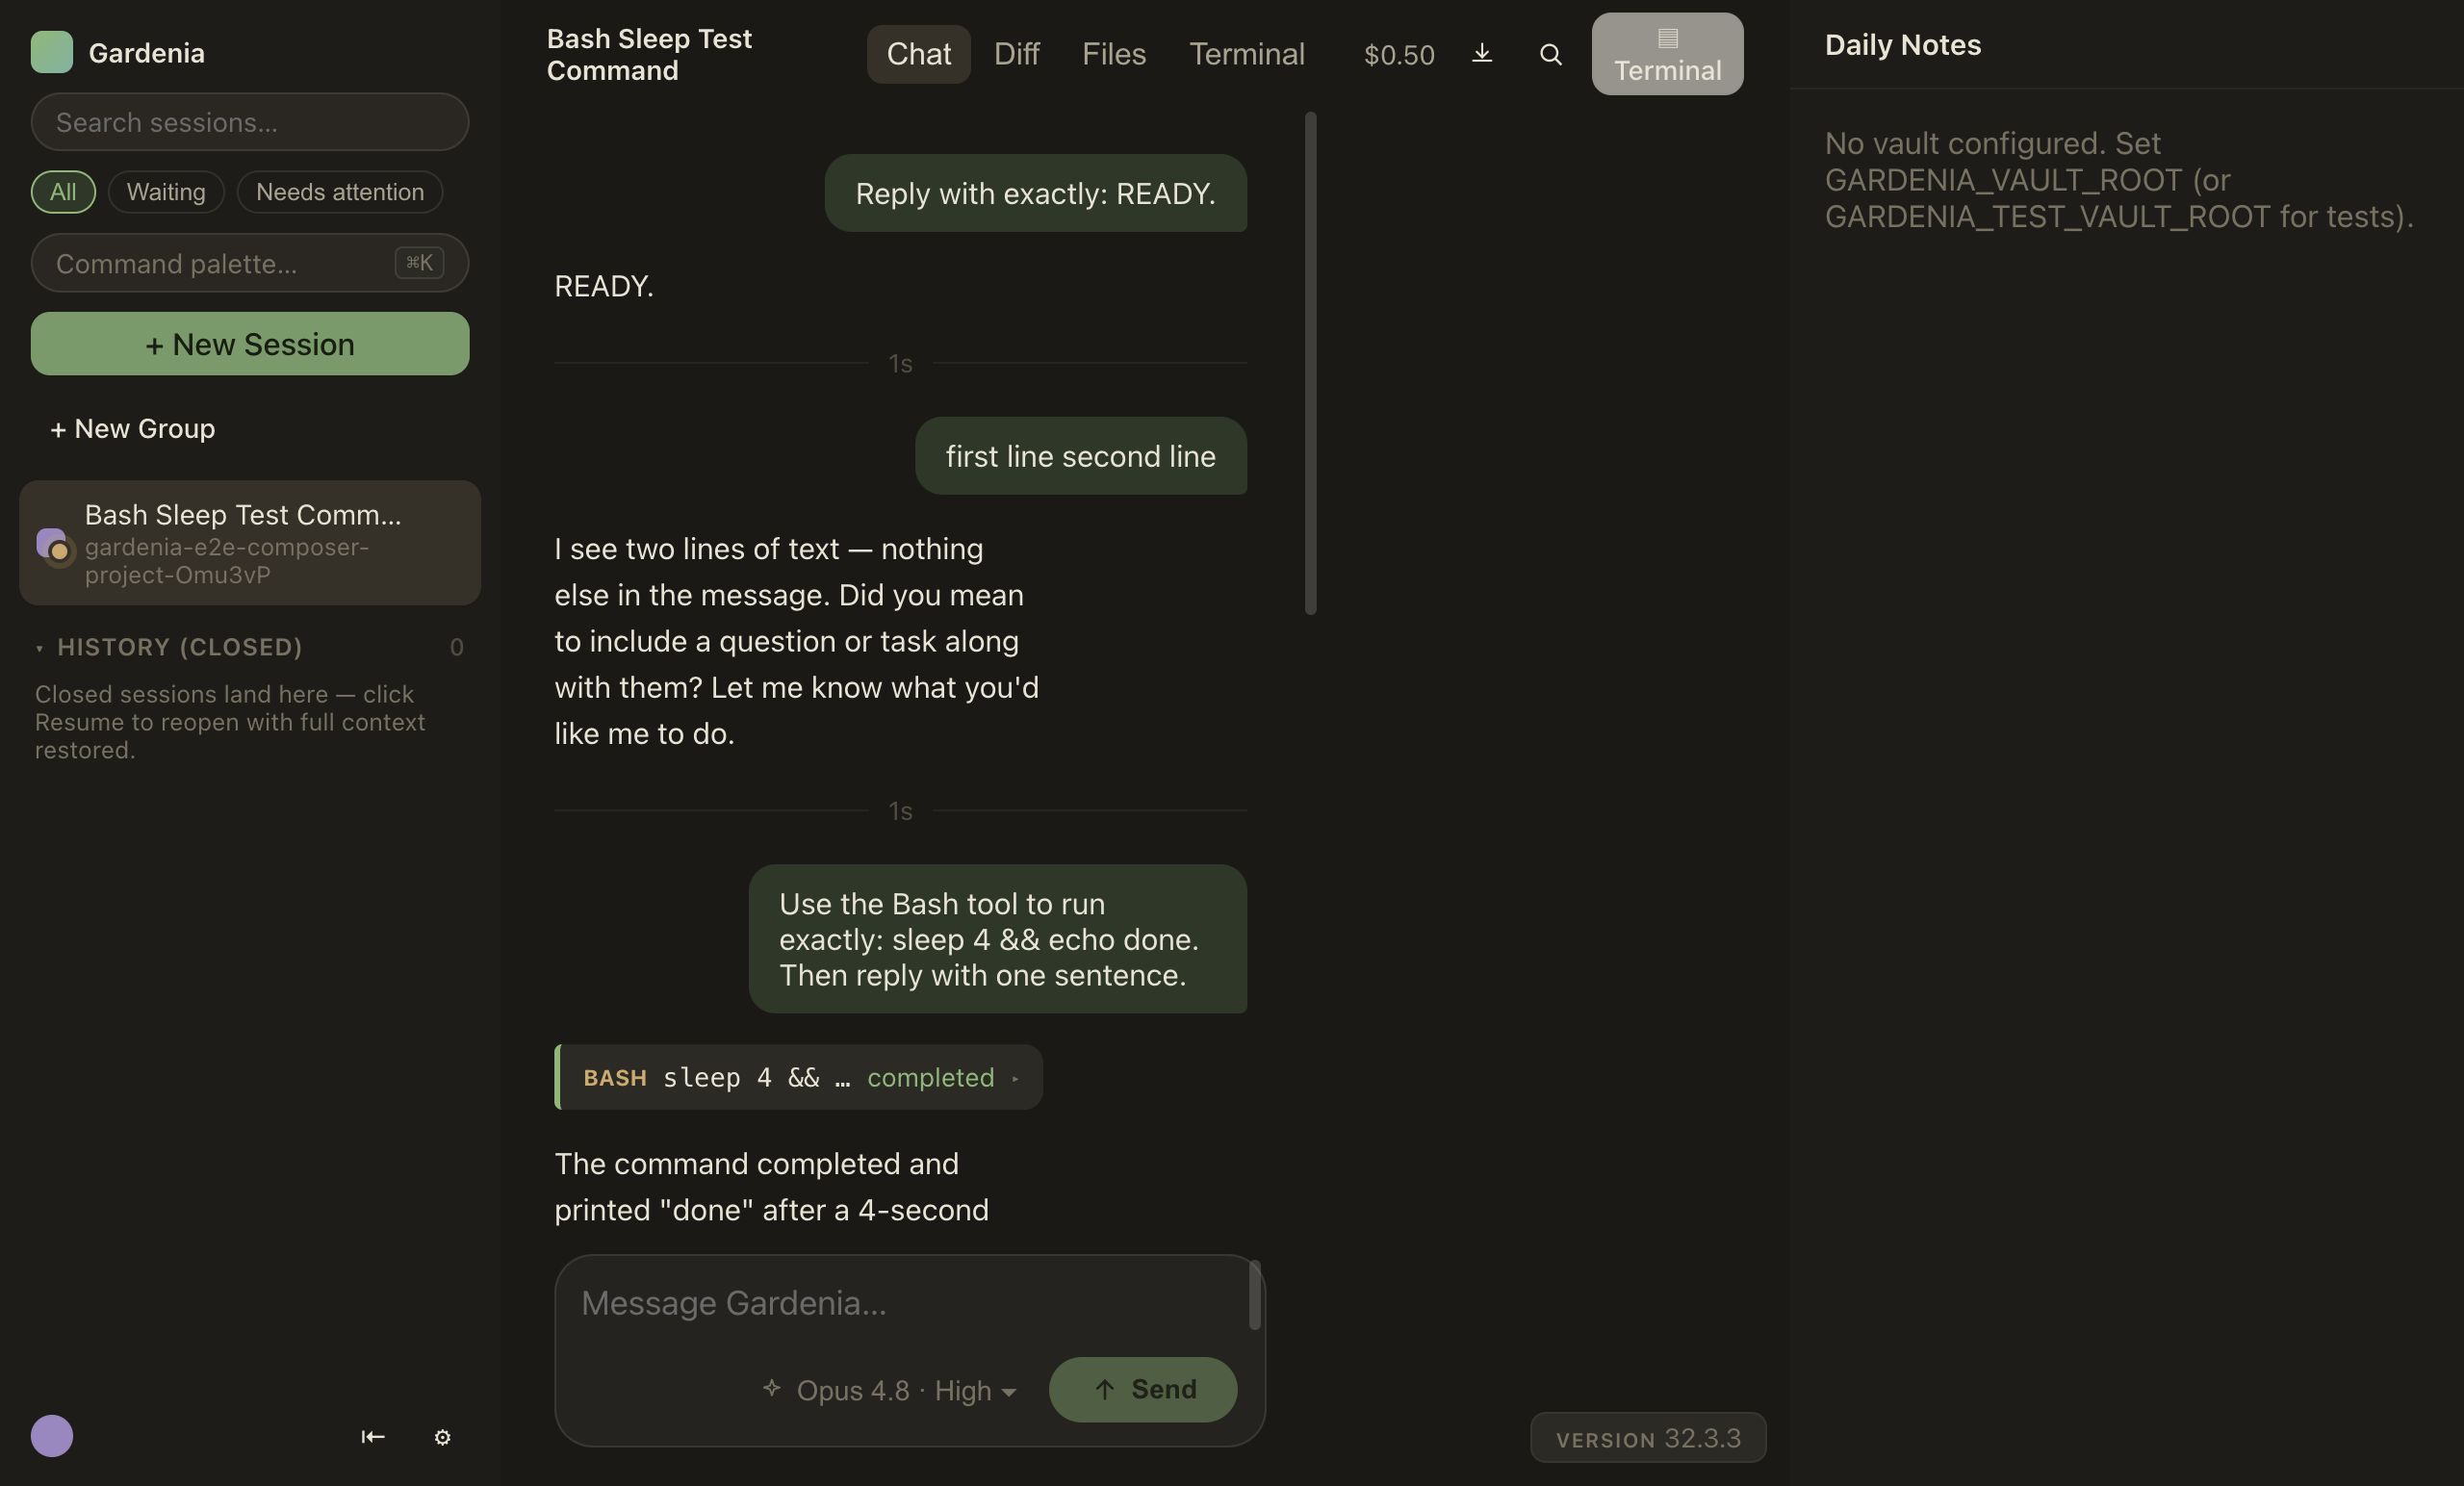 Gardenia
Search sessions...
All
Waiting
Needs attention
Command palette...
⌘K
+ New Session
+ New Group
Bash Sleep Test Comm...
gardenia-e2e-composer-
project-Omu3vP
▾ HISTORY (CLOSED) 0
Closed sessions land here — click
Resume to reopen with full context
restored.
Bash Sleep Test
Command
Chat
Diff
Files
Terminal
$0.50
Terminal
Reply with exactly: READY.
READY.
1s
first line second line
I see two lines of text — nothing
else in the message. Did you mean
to include a question or task along
with them? Let me know what you'd
like me to do.
1s
Use the Bash tool to run
exactly: sleep 4 && echo done.
Then reply with one sentence.
BASH sleep 4 && … completed ▸
The command completed and
printed "done" after a 4-second
Message Gardenia...
Opus 4.8 · High
↑ Send
VERSION 32.3.3
Daily Notes
No vault configured. Set
GARDENIA_VAULT_ROOT (or
GARDENIA_TEST_VAULT_ROOT for tests).